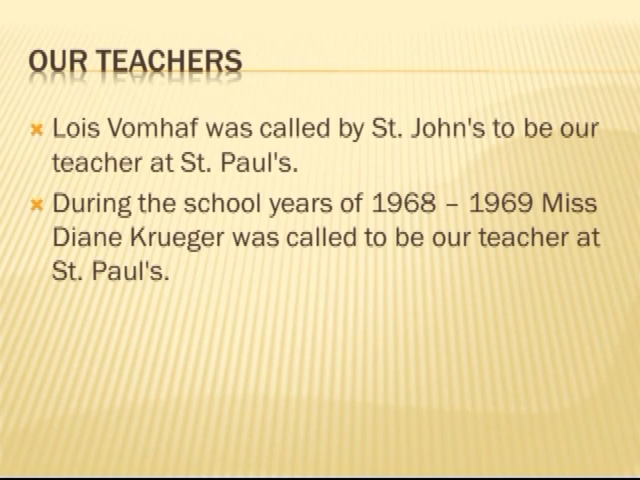 OUR TEACHERS
Lois Vomhaf was called by St. John's to be our
teacher at St. Paul's.
During the school years of 1968 – 1969 Miss
Diane Krueger was called to be our teacher at
St. Paul's.